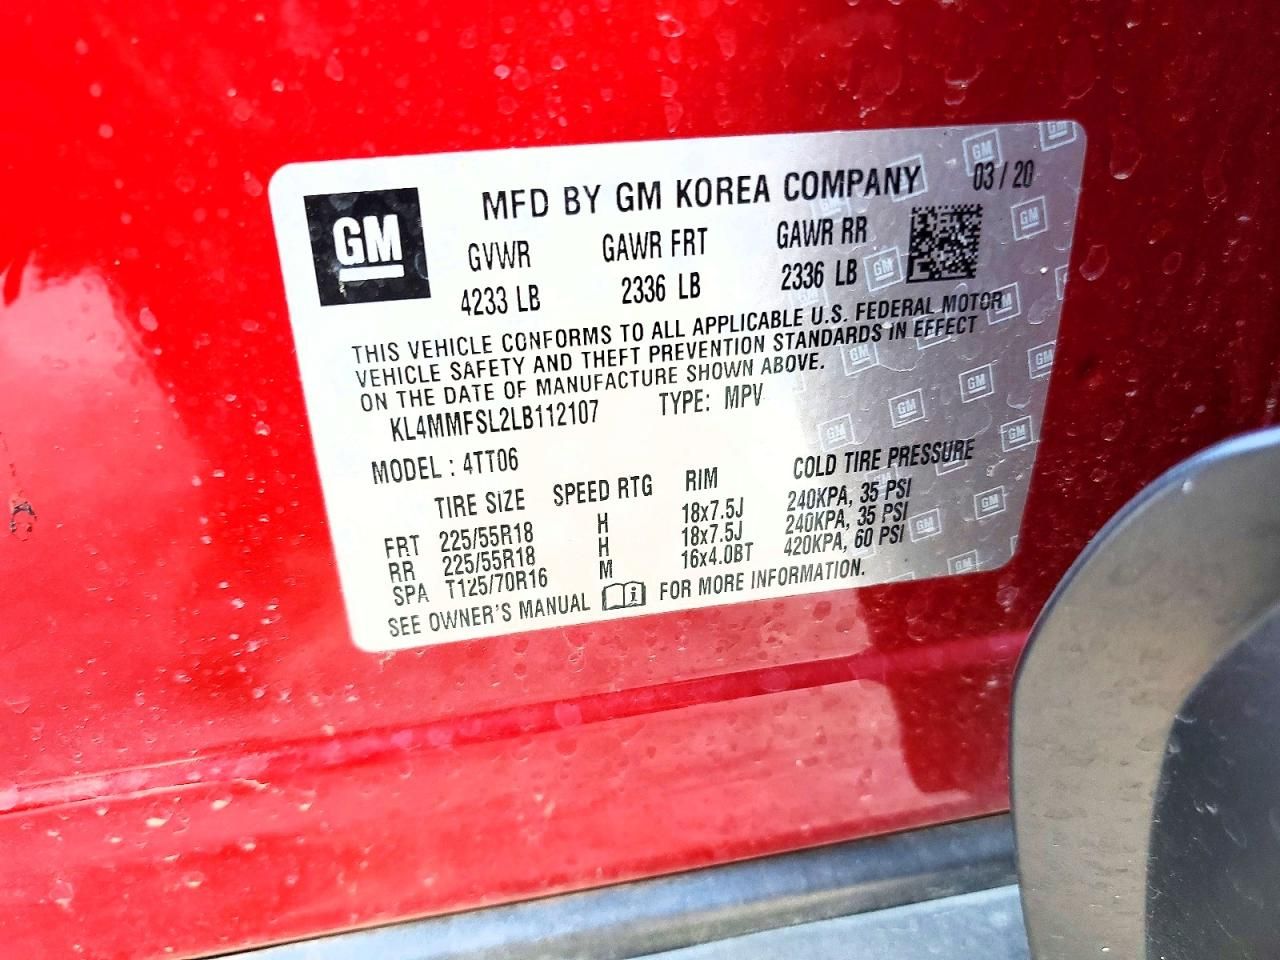 GM
MFD BY GM KOREA COMPANY 03/20
GVWR GAWR FRT GAWR RR
4233 LB 2336 LB 2336 LB
THIS VEHICLE CONFORMS TO ALL APPLICABLE U.S. FEDERAL MOTOR
VEHICLE SAFETY AND THEFT PREVENTION STANDARDS IN EFFECT
ON THE DATE OF MANUFACTURE SHOWN ABOVE.
KL4MMFSL2LB112107 TYPE: MPV
MODEL: 4TT06
TIRE SIZE SPEED RTG RIM COLD TIRE PRESSURE
FRT 225/55R18 H 18x7.5J 240KPA, 35 PSI
RR 225/55R18 H 18x7.5J 240KPA, 35 PSI
SPA T125/70R16 M 16x4.0BT 420KPA, 60 PSI
SEE OWNER'S MANUAL FOR MORE INFORMATION.